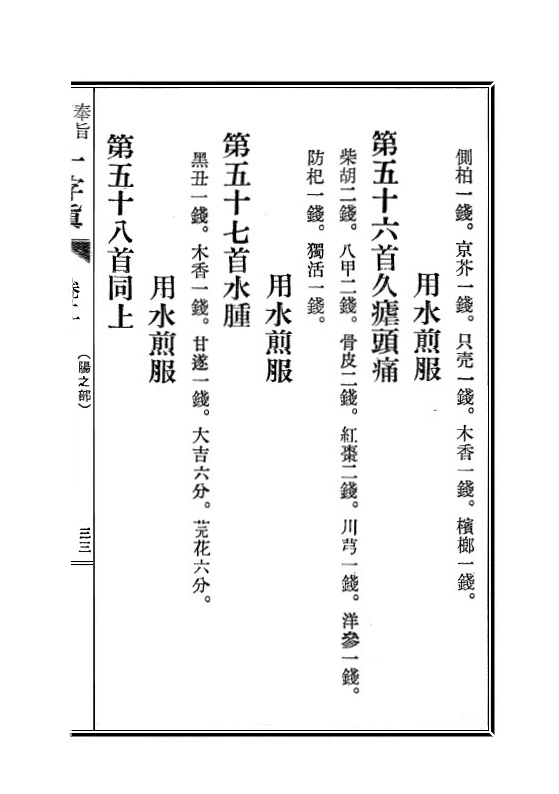 側柏一錢。京芥一錢。只壳一錢。木香一錢。檳榔一錢。
用水煎服
第五十六首久瘧頭痛
柴胡二錢。八甲二錢。骨皮二錢。紅棗二錢。川芎一錢。洋參一錢。
防杞一錢。獨活一錢。
用水煎服
第五十七首水腫
黑丑一錢。木香一錢。甘遂一錢。大吉六分。芫花六分。
用水煎服
第五十八首同上
奉旨
(陽之部)
三三